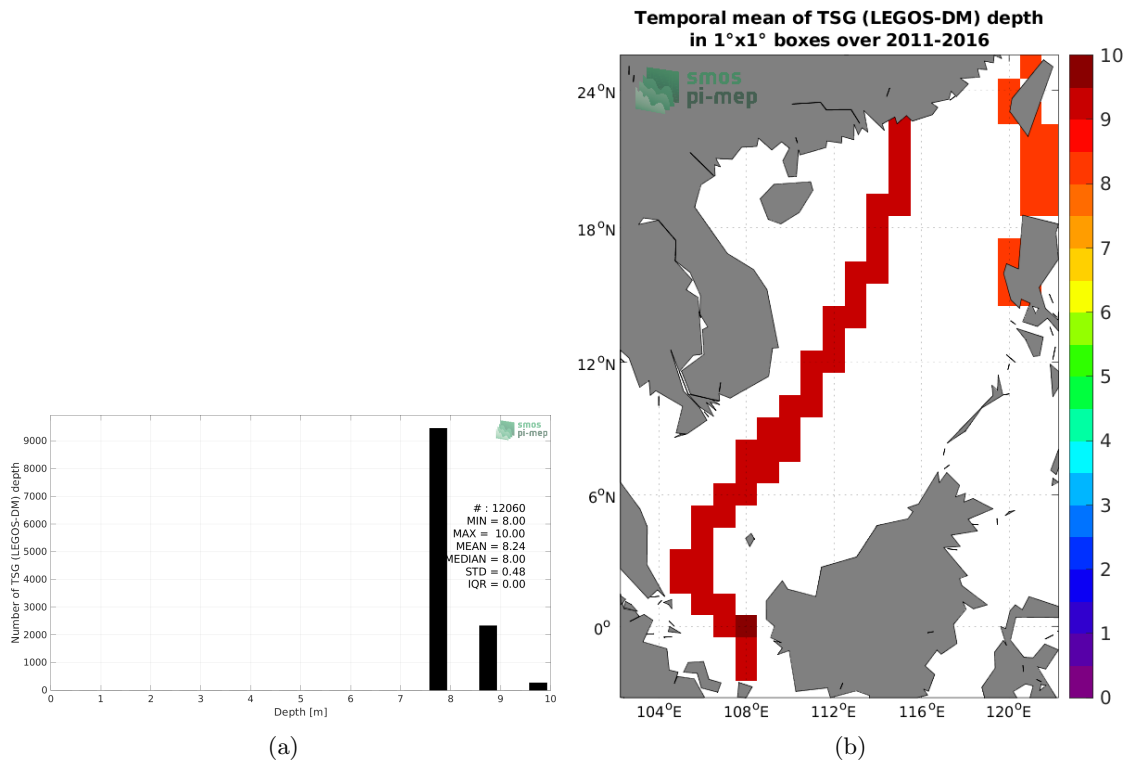 Number of TSG (LEGOS-DM) depth
9000
8000
7000
6000
5000
4000
3000
2000
1000
0
smos
pi-mep
# : 12060
MIN = 8.00
MAX = 10.00
MEAN = 8.24
MEDIAN = 8.00
STD = 0.48
IQR = 0.00
0 1 2 3 4 5 6 7 8 9 10
Depth [m]
(a)
Temporal mean of TSG (LEGOS-DM) depth
in 1°x1° boxes over 2011-2016
smos
pi-mep
24°N
18°N
12°N
6°N
0°
104°E 108°E 112°E 116°E 120°E
10
9
8
7
6
5
4
3
2
1
0
(b)